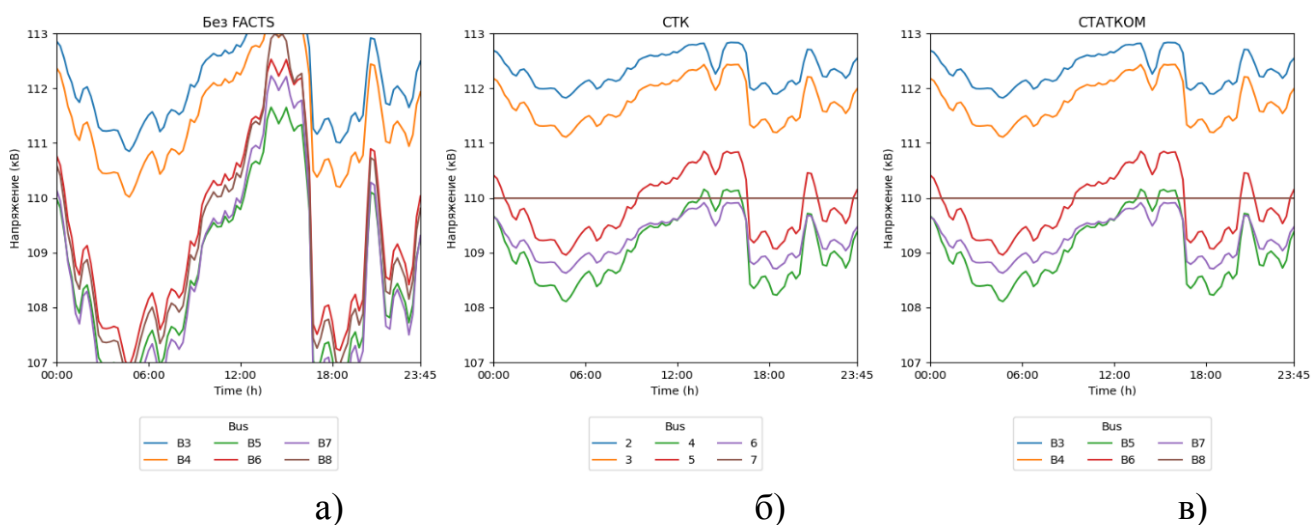 Без FACTS
113
112
111
110
109
108
107
Напряжение (кВ)
00:00 06:00 12:00 18:00 23:45
Time (h)
Bus
B3 B5 B7
B4 B6 B8
а)
СТК
113
112
111
110
109
108
107
Напряжение (кВ)
00:00 06:00 12:00 18:00 23:45
Time (h)
Bus
2 4 6
3 5 7
б)
СТАТКОМ
113
112
111
110
109
108
107
Напряжение (кВ)
00:00 06:00 12:00 18:00 23:45
Time (h)
Bus
B3 B5 B7
B4 B6 B8
в)